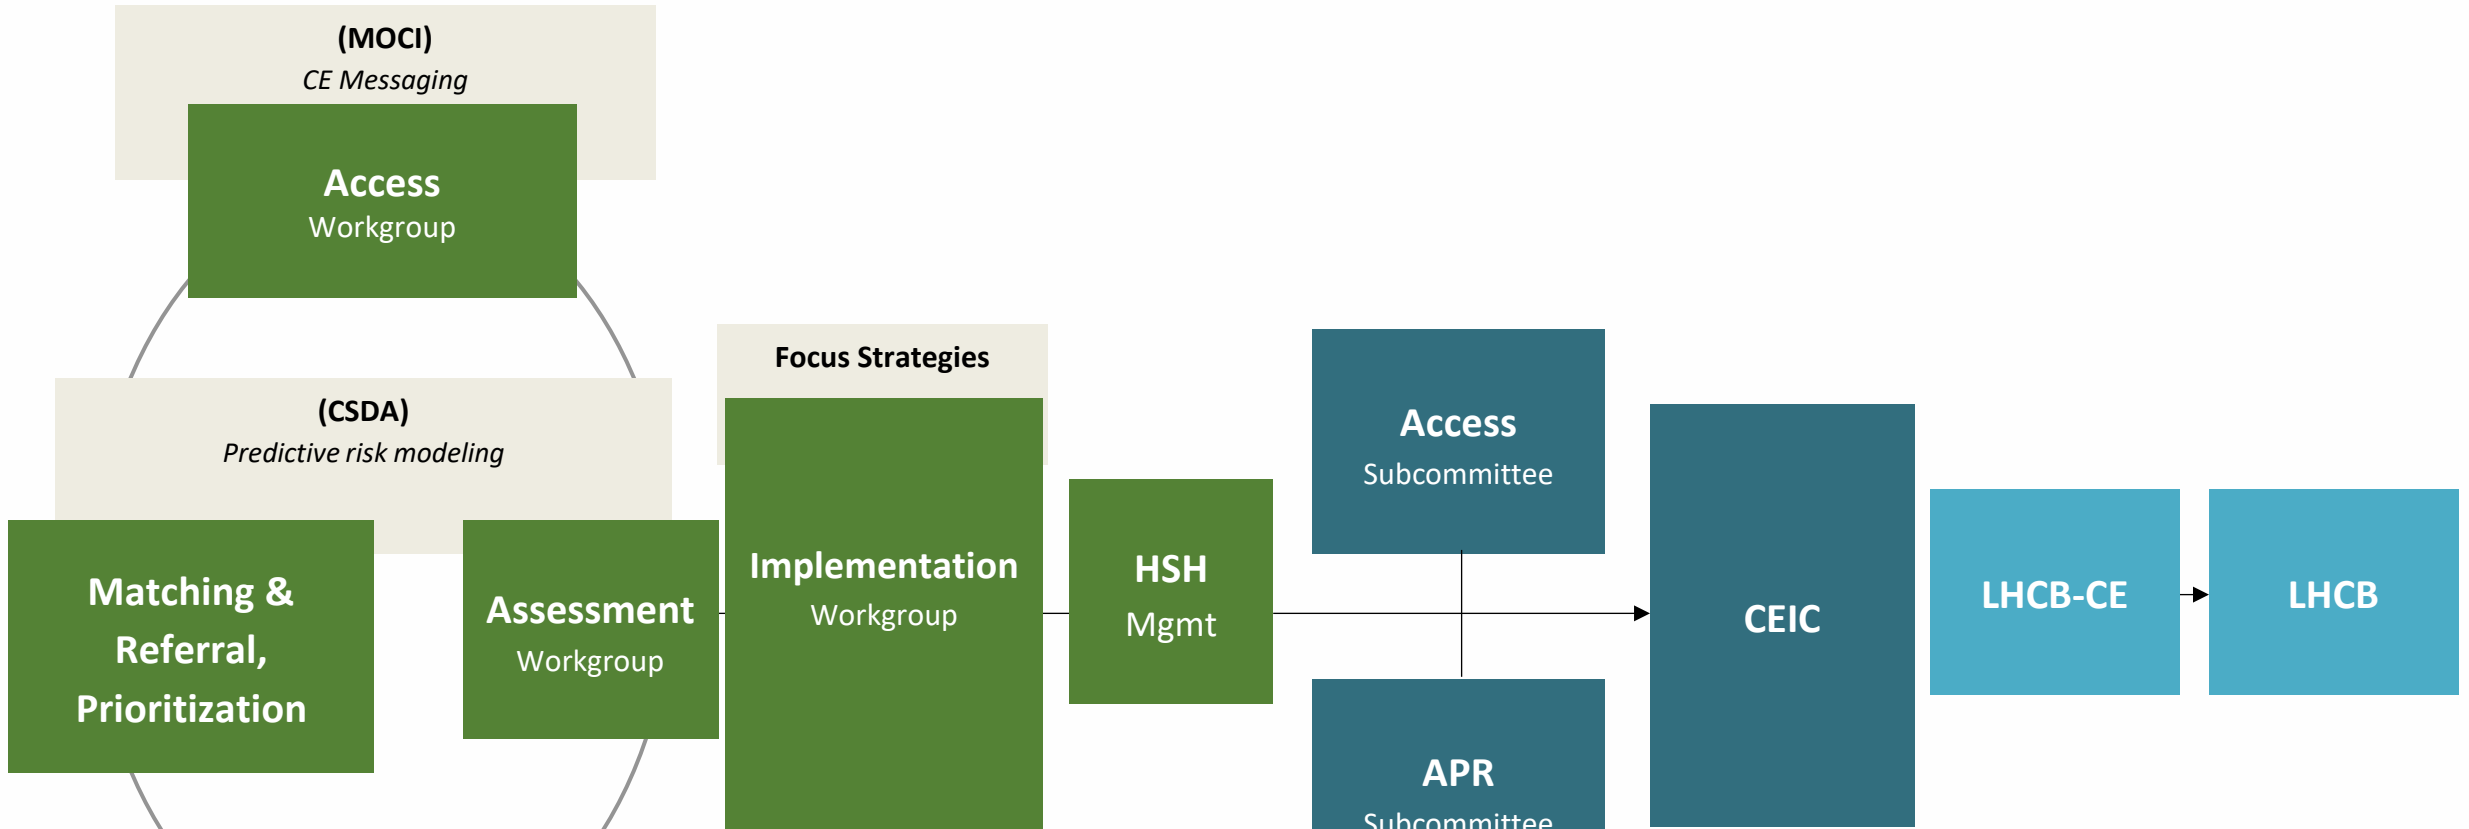 (MOCI)
CE Messaging
Access
Workgroup
(CSDA)
Predictive risk modeling
Matching &
Referral,
Prioritization
Assessment
Workgroup
Focus Strategies
Implementation
Workgroup
HSH
Mgmt
Access
Subcommittee
APR
Subcommittee
CEIC
LHCB-CE
LHCB